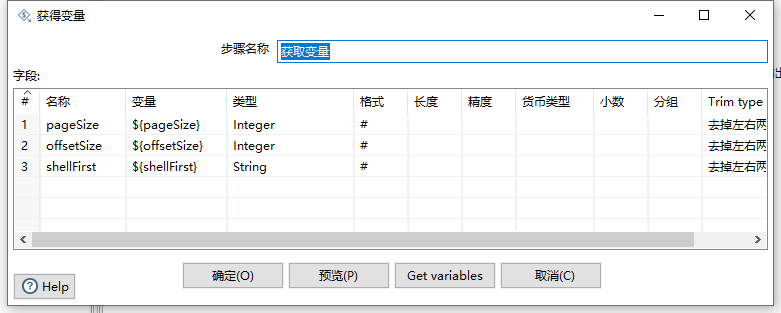 获得变量
步骤名称 获取变量
字段:
# 名称 变量 类型 格式 长度 精度 货币类型 小数 分组 Trim type
1 pageSize ${pageSize} Integer # 去掉左右两
2 offsetSize ${offsetSize} Integer # 去掉左右两
3 shellFirst ${shellFirst} String # 去掉左右两
确定(O) 预览(P) Get variables 取消(C)
Help